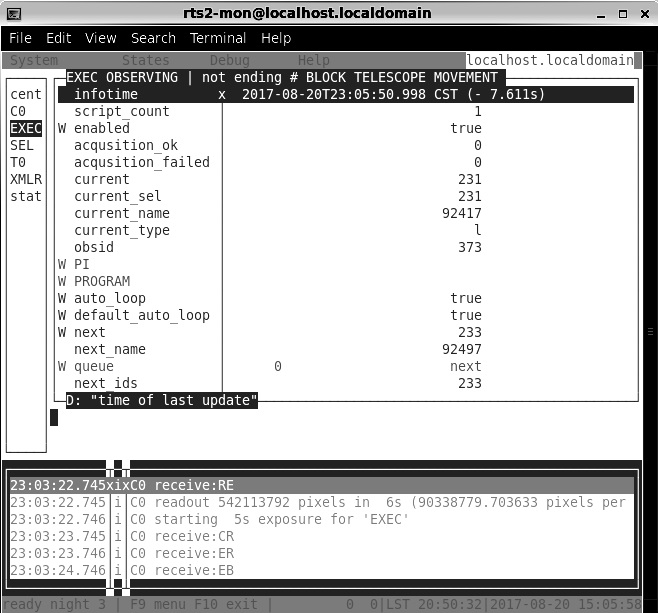 rts2-mon@localhost.localdomain
File Edit View Search Terminal Help
System States Debug Help localhost.localdomain
EXEC OBSERVING | not ending # BLOCK TELESCOPE MOVEMENT
cent infotime x 2017-08-20T23:05:50.998 CST (- 7.611s)
C0 script_count 1
EXEC W enabled true
SEL acqusition_ok 0
T0 acqusition_failed 0
XMLR current 231
stat current_sel 231
current_name 92417
current_type l
obsid 373
W PI
W PROGRAM
W auto_loop true
W default_auto_loop true
W next 233
next_name 92497
W queue 0 next
next_ids 233
D: "time of last update"
23:03:22.745xixC0 receive:RE
23:03:22.745|i|C0 readout 542113792 pixels in 6s (90338779.703633 pixels per
23:03:22.746|i|C0 starting 5s exposure for 'EXEC'
23:03:23.745|i|C0 receive:CR
23:03:23.746|i|C0 receive:ER
23:03:24.746|i|C0 receive:EB
ready night 3 | F9 menu F10 exit | 0 0|LST 20:50:32|2017-08-20 15:05:58